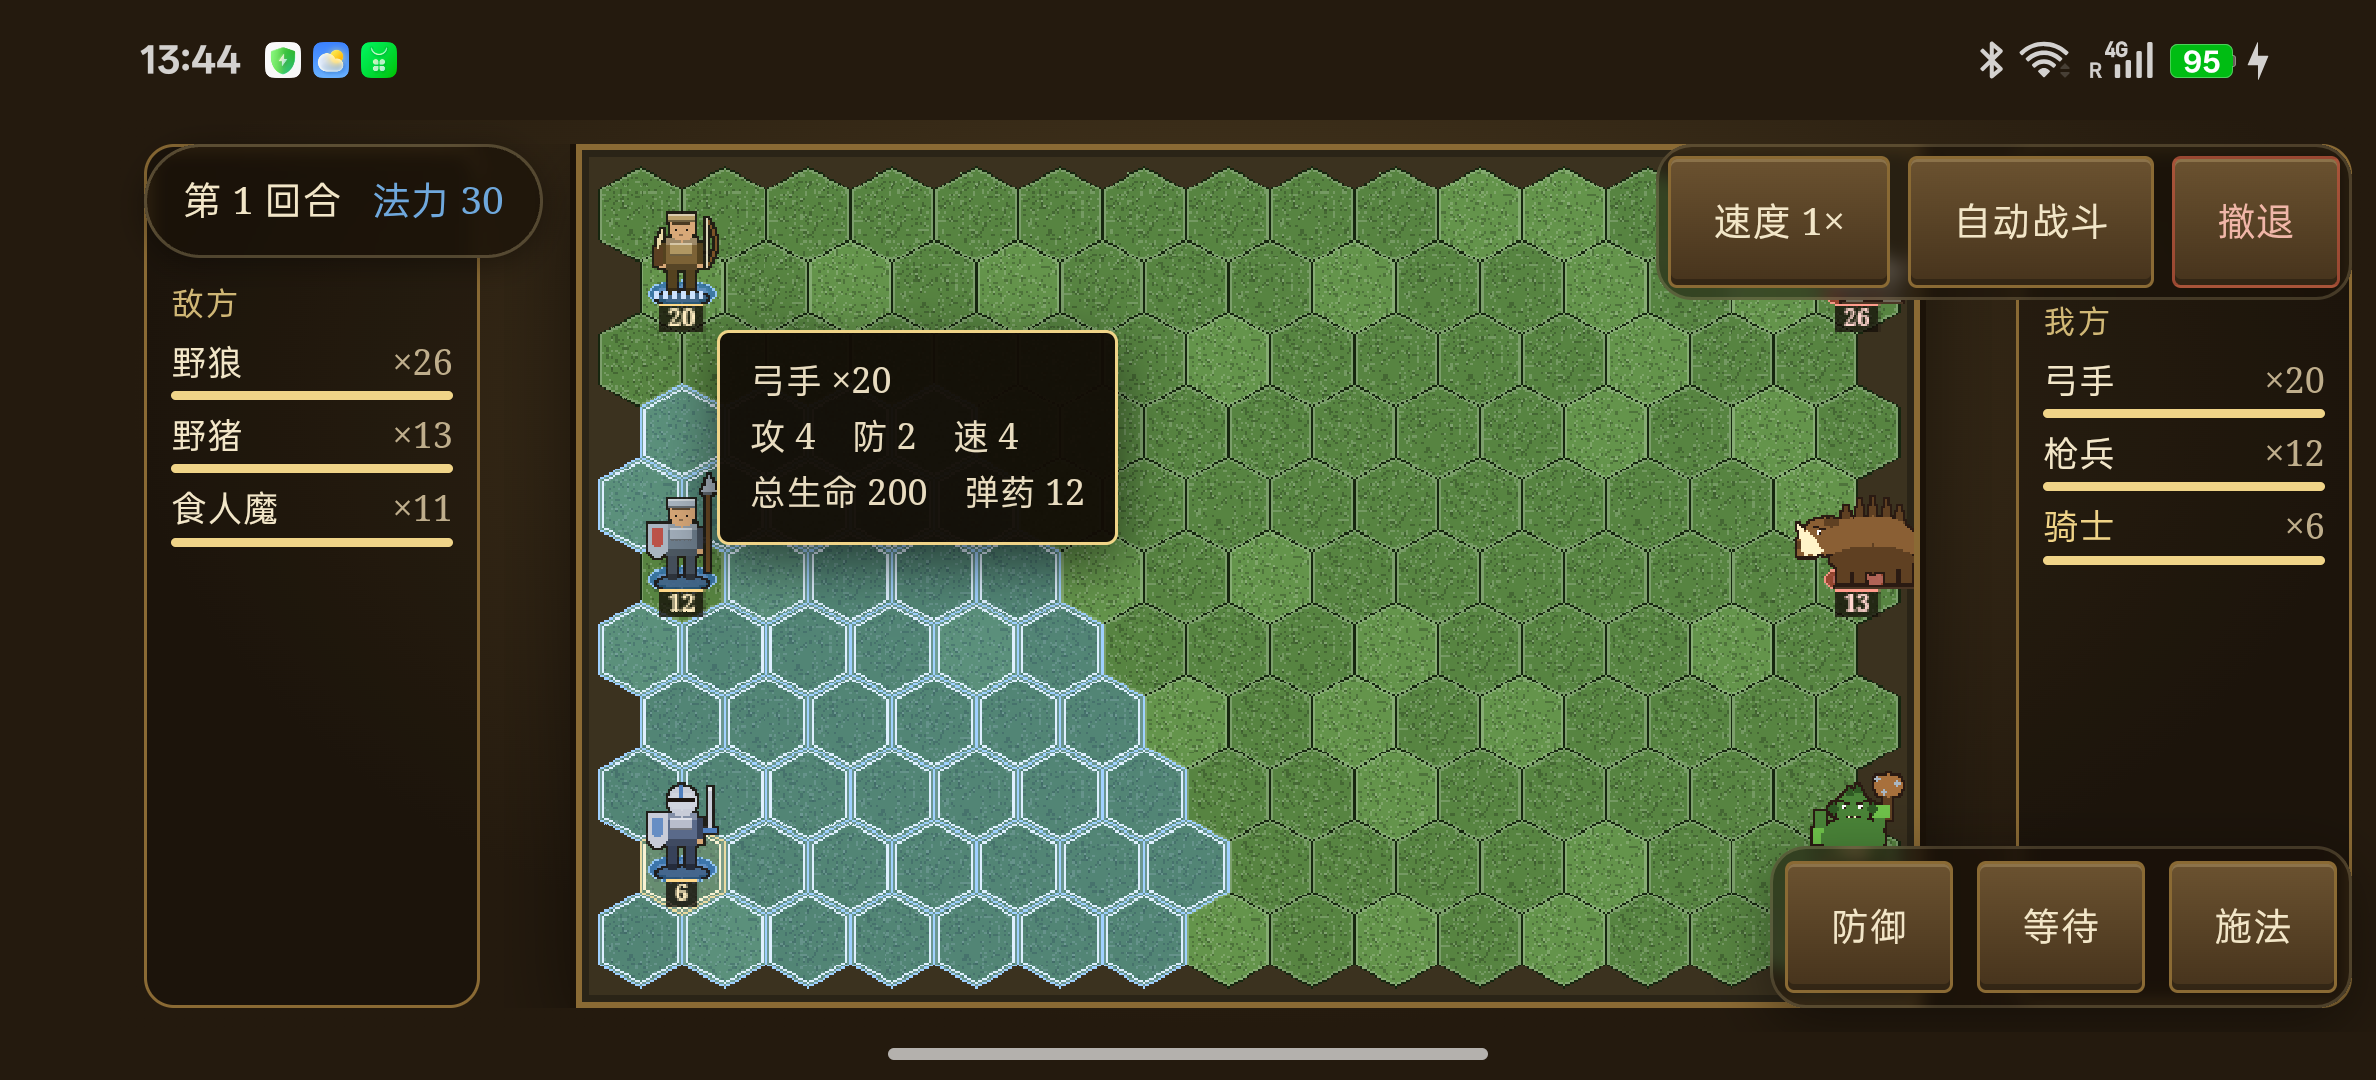 13:44
R 4G 95
第 1 回合 法力 30
速度 1× 自动战斗 撤退
敌方
野狼 ×26
野猪 ×13
食人魔 ×11
20
26
弓手 ×20
攻 4 防 2 速 4
总生命 200 弹药 12
12
13
6
我方
弓手 ×20
枪兵 ×12
骑士 ×6
防御 等待 施法